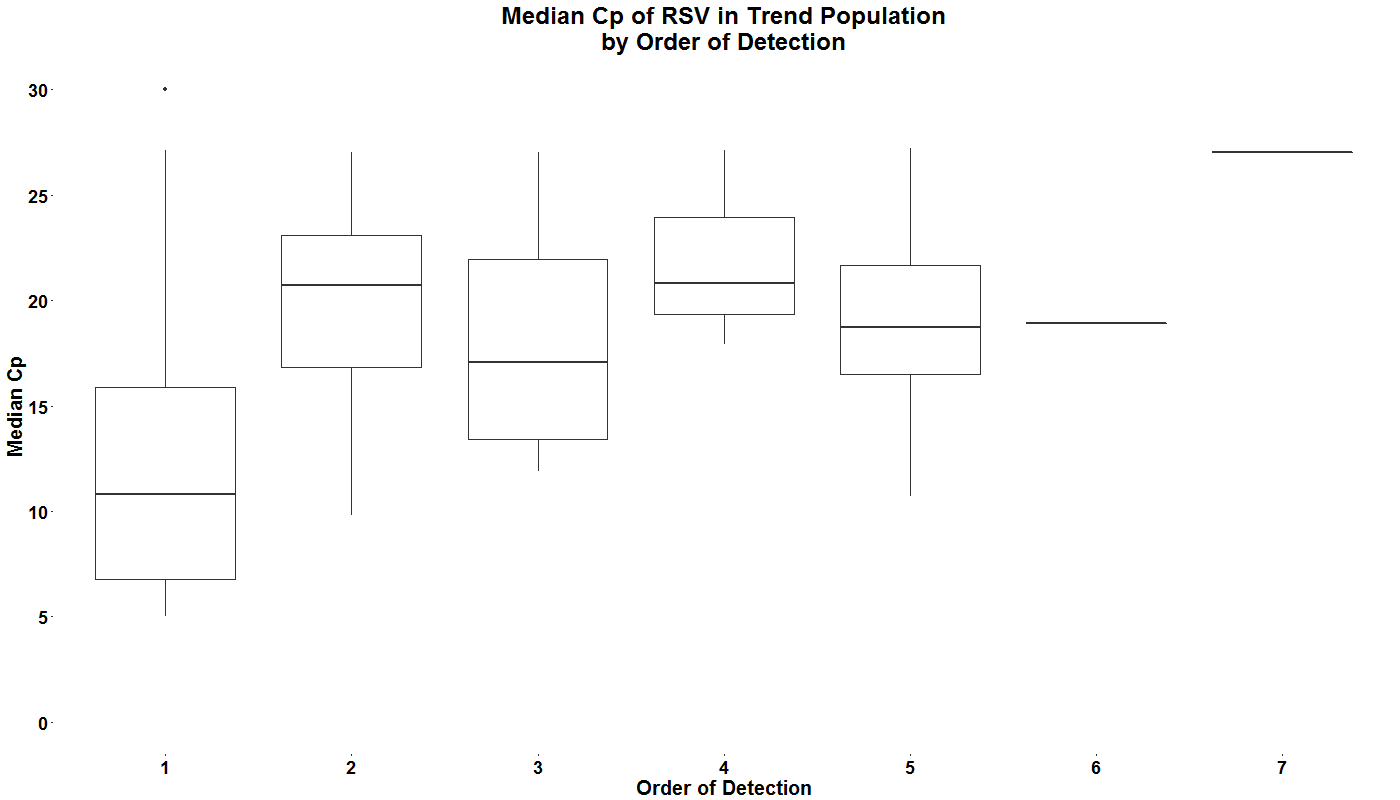 Median Cp of RSV in Trend Population
by Order of Detection
30
25
20
15
10
5
0
Median Cp
1 2 3 4 5 6 7
Order of Detection